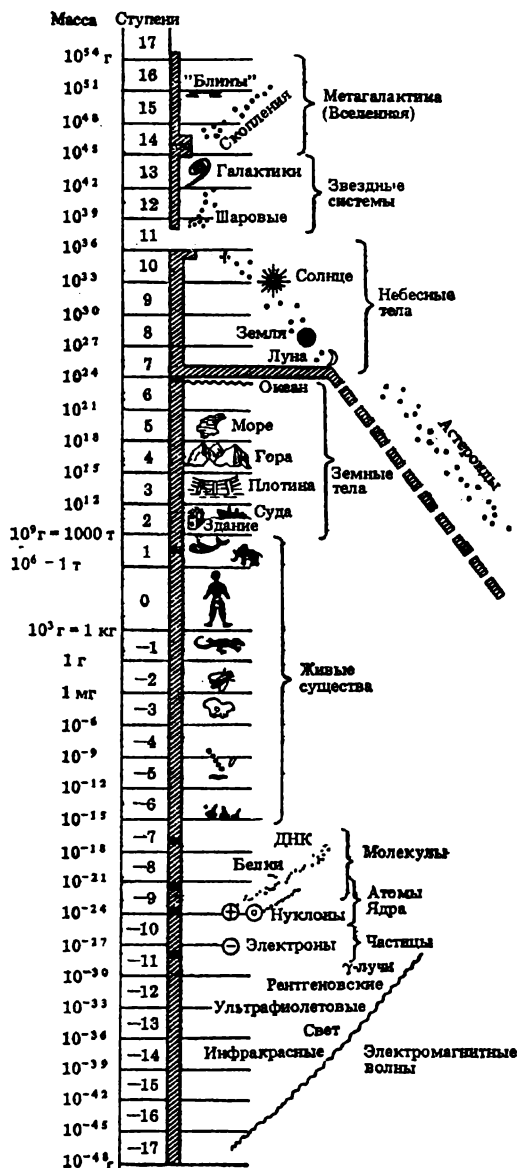 Масса Ступени
17
10⁵⁴ г
16
"Блины"
10⁵¹
15
Скопления
Метагалактима
(Вселенная)
10⁴⁸
14
10⁴⁵
13
Галактики
10⁴²
Звездные
системы
12
Шаровые
10³⁹
11
10³⁶
10
Солнце
10³³
Небесные
тела
9
10³⁰
8
Земля
10²⁷
Луна
7
10²⁴
Океан
6
10²¹
5
Море
Астероиды
10¹⁸
4
Гора
Земные
тела
10¹⁵
3
Плотина
10¹²
Суда
2
Здание
10⁹г = 1000 т
1
10⁶ – 1 т
0
10³г = 1 кг
–1
1 г
Живые
существа
–2
1 мг
–3
10⁻⁶
–4
10⁻⁹
–5
10⁻¹²
–6
10⁻¹⁵
–7
ДНК
10⁻¹⁸
Молекулы
–8
Белки
10⁻²¹
–9
Атомы
Ядра
10⁻²⁴
Нуклоны
–10
10⁻²⁷
Электроны
Частицы
–11
γ-лучи
10⁻³⁰
Рентгеновские
–12
10⁻³³
Ультрафиолетовые
–13
Свет
10⁻³⁶
–14
Инфракрасные
Электромагнитные
волны
10⁻³⁹
–15
10⁻⁴²
–16
10⁻⁴⁵
–17
10⁻⁴⁸г